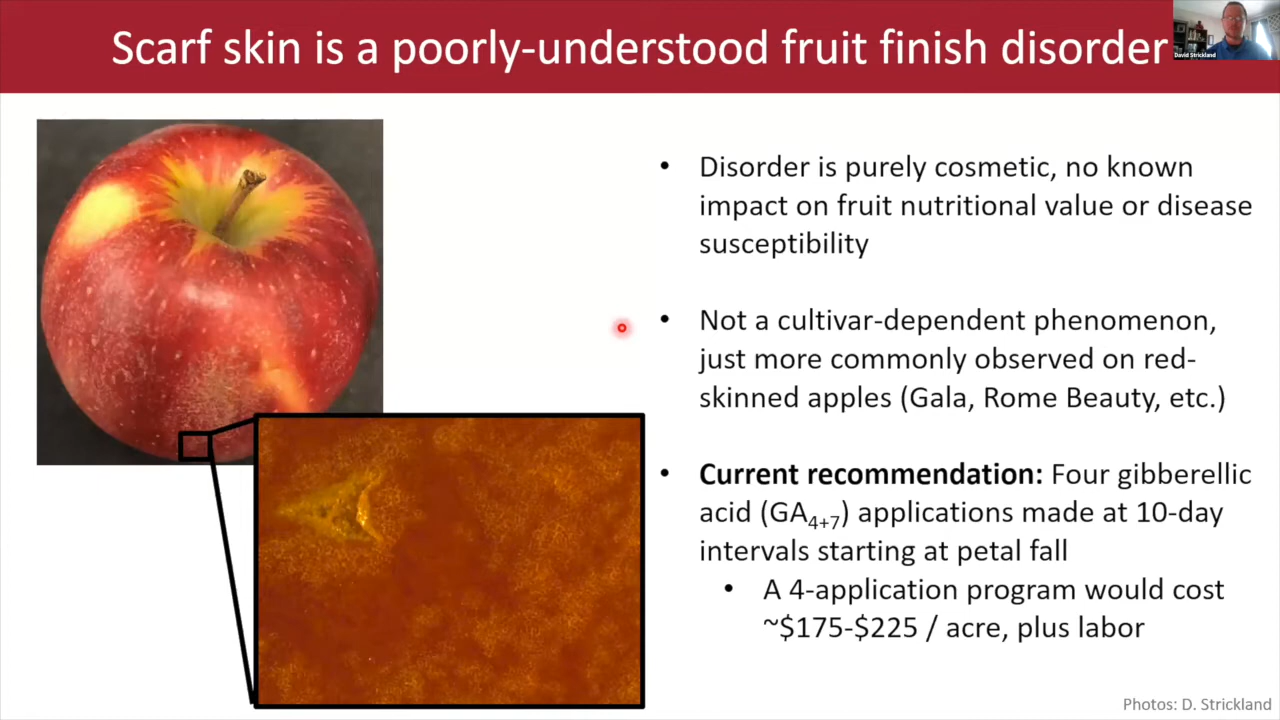 Scarf skin is a poorly-understood fruit finish disorder
David Strickland
• Disorder is purely cosmetic, no known
impact on fruit nutritional value or disease
susceptibility
• Not a cultivar-dependent phenomenon,
just more commonly observed on red-
skinned apples (Gala, Rome Beauty, etc.)
• Current recommendation: Four gibberellic
acid (GA₄₊₇) applications made at 10-day
intervals starting at petal fall
• A 4-application program would cost
~$175-$225 / acre, plus labor
Photos: D. Strickland